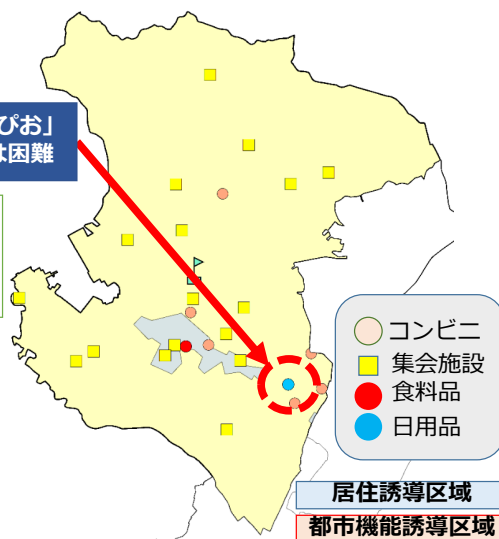 ぴお」
は困難
コンビニ
集会施設
食料品
日用品
居住誘導区域
都市機能誘導区域